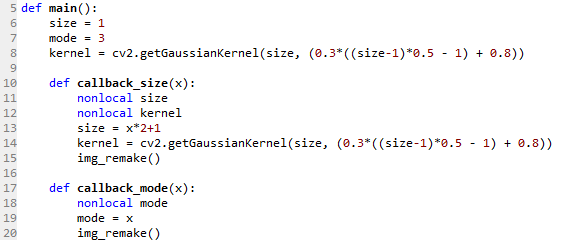 5 def main():
6     size = 1
7     mode = 3
8     kernel = cv2.getGaussianKernel(size, (0.3*((size-1)*0.5 - 1) + 0.8))
9
10     def callback_size(x):
11         nonlocal size
12         nonlocal kernel
13         size = x*2+1
14         kernel = cv2.getGaussianKernel(size, (0.3*((size-1)*0.5 - 1) + 0.8))
15         img_remake()
16
17     def callback_mode(x):
18         nonlocal mode
19         mode = x
20         img_remake()